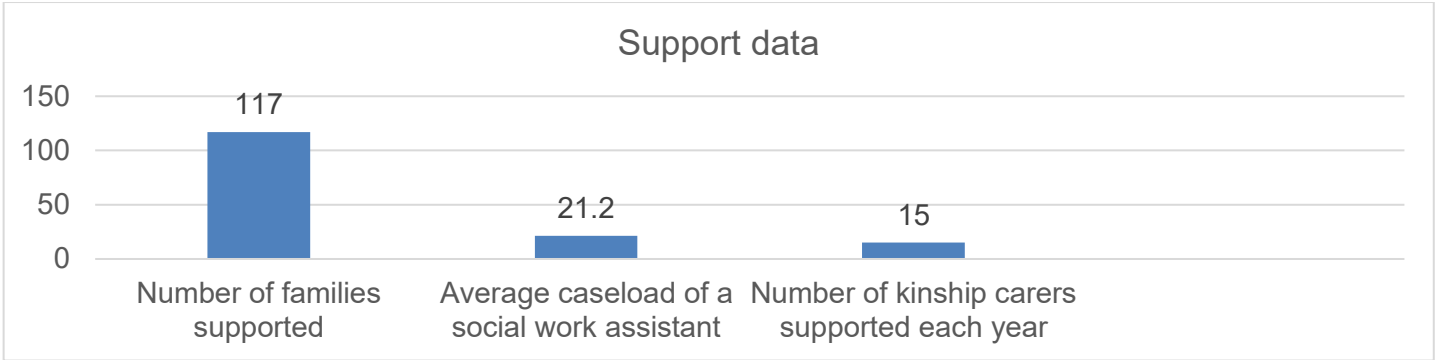 Support data
150
100
50
0
117
21.2
15
Number of families
supported
Average caseload of a
social work assistant
Number of kinship carers
supported each year